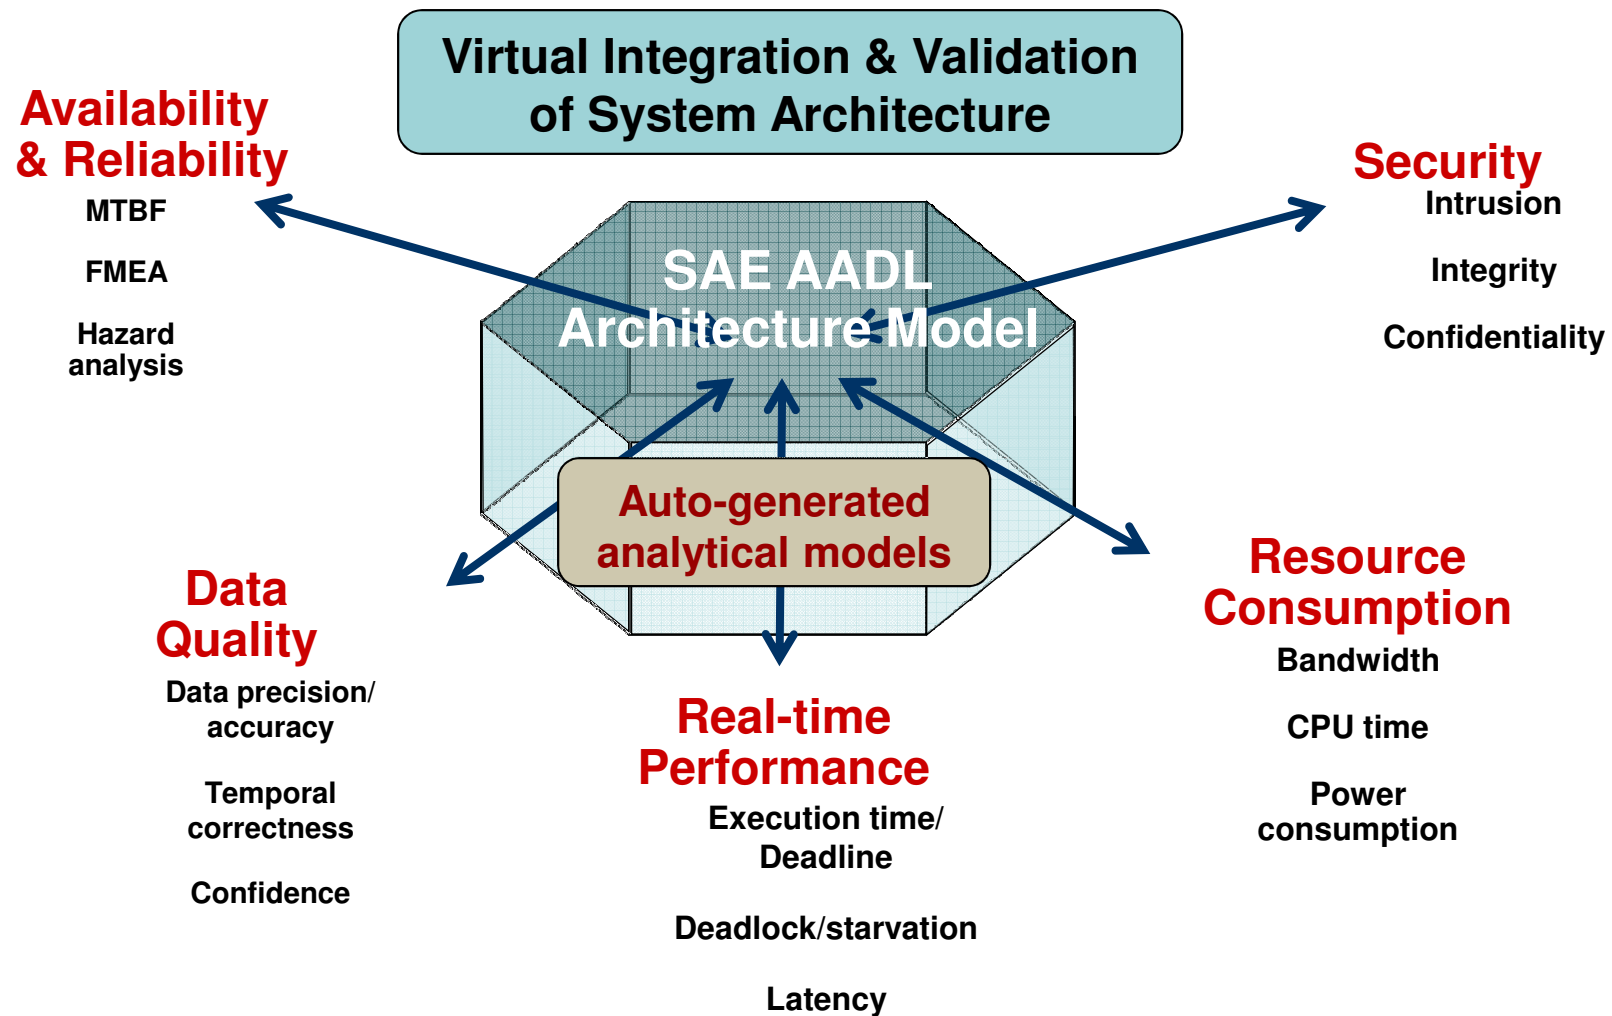 Virtual Integration & Validation
of System Architecture
Availability
& Reliability
MTBF
FMEA
Hazard
analysis
Security
Intrusion
Integrity
Confidentiality
SAE AADL
Architecture Model
Auto-generated
analytical models
Data
Quality
Data precision/
accuracy
Temporal
correctness
Confidence
Real-time
Performance
Execution time/
Deadline
Deadlock/starvation
Latency
Resource
Consumption
Bandwidth
CPU time
Power
consumption